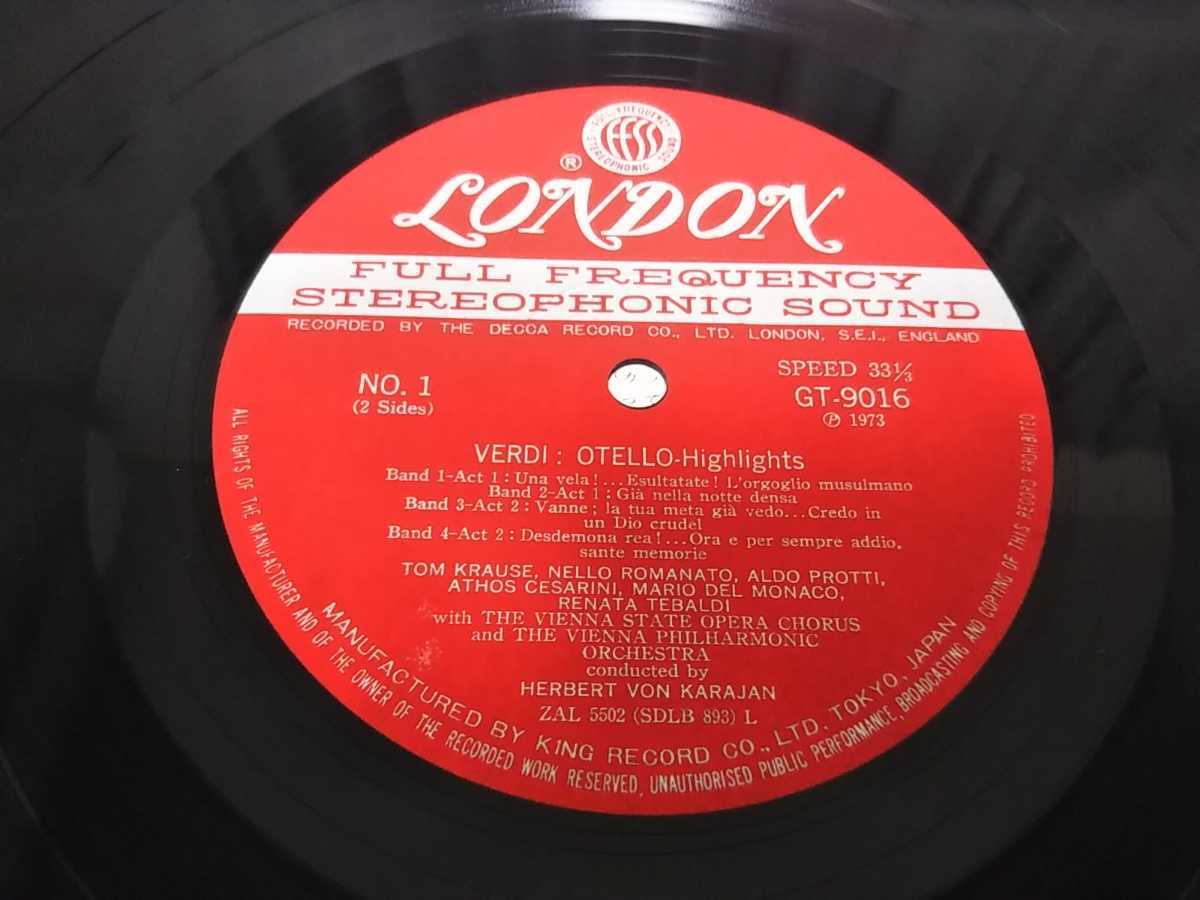 FULL FREQUENCY
FFSS
STEREOPHONIC SOUND
®
LONDON
FULL FREQUENCY
STEREOPHONIC SOUND
RECORDED BY THE DECCA RECORD CO., LTD. LONDON, S.E.I., ENGLAND
NO. 1
(2 Sides)
SPEED 33⅓
GT-9016
Ⓟ 1973
VERDI : OTELLO-Highlights
Band 1-Act 1 : Una vela!...Esultatate! L'orgoglio musulmano
Band 2-Act 1 : Già nella notte densa
Band 3-Act 2 : Vanne; la tua meta già vedo...Credo in
un Dio crudel
Band 4-Act 2 : Desdemona rea!...Ora e per sempre addio.
sante memorie
TOM KRAUSE, NELLO ROMANATO, ALDO PROTTI,
ATHOS CESARINI, MARIO DEL MONACO,
RENATA TEBALDI
with THE VIENNA STATE OPERA CHORUS
and THE VIENNA PHILHARMONIC
ORCHESTRA
conducted by
HERBERT VON KARAJAN
ZAL 5502 (SDLB 893) L
MANUFACTURED BY KING RECORD CO., LTD. TOKYO, JAPAN
ALL RIGHTS OF THE MANUFACTURER AND OF THE OWNER OF THE RECORDED WORK RESERVED, UNAUTHORISED PUBLIC PERFORMANCE, BROADCASTING AND COPYING OF THIS RECORD PROHIBITED